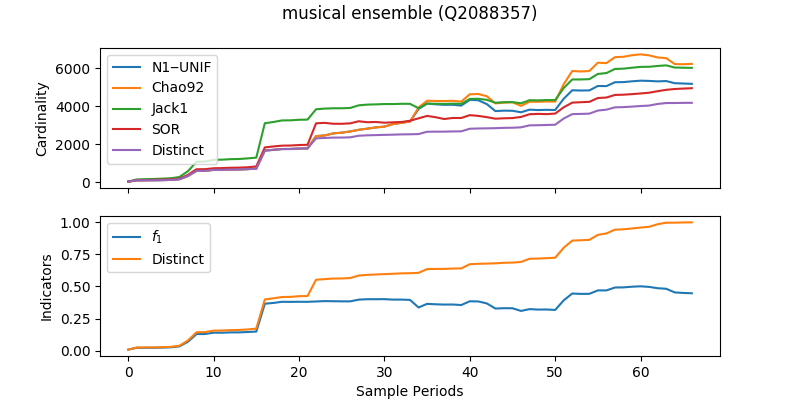 musical ensemble (Q2088357)
Cardinality
6000
4000
2000
0
N1−UNIF
Chao92
Jack1
SOR
Distinct
Indicators
1.00
0.75
0.50
0.25
0.00
f₁
Distinct
0 10 20 30 40 50 60
Sample Periods